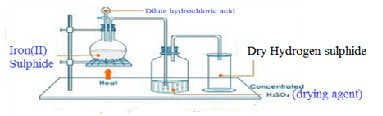 Dilute hydrochloric acid
Iron(II)
Sulphide
Dry Hydrogen sulphide
Heat
Concentrated
H₂SO₄ (drying agent)